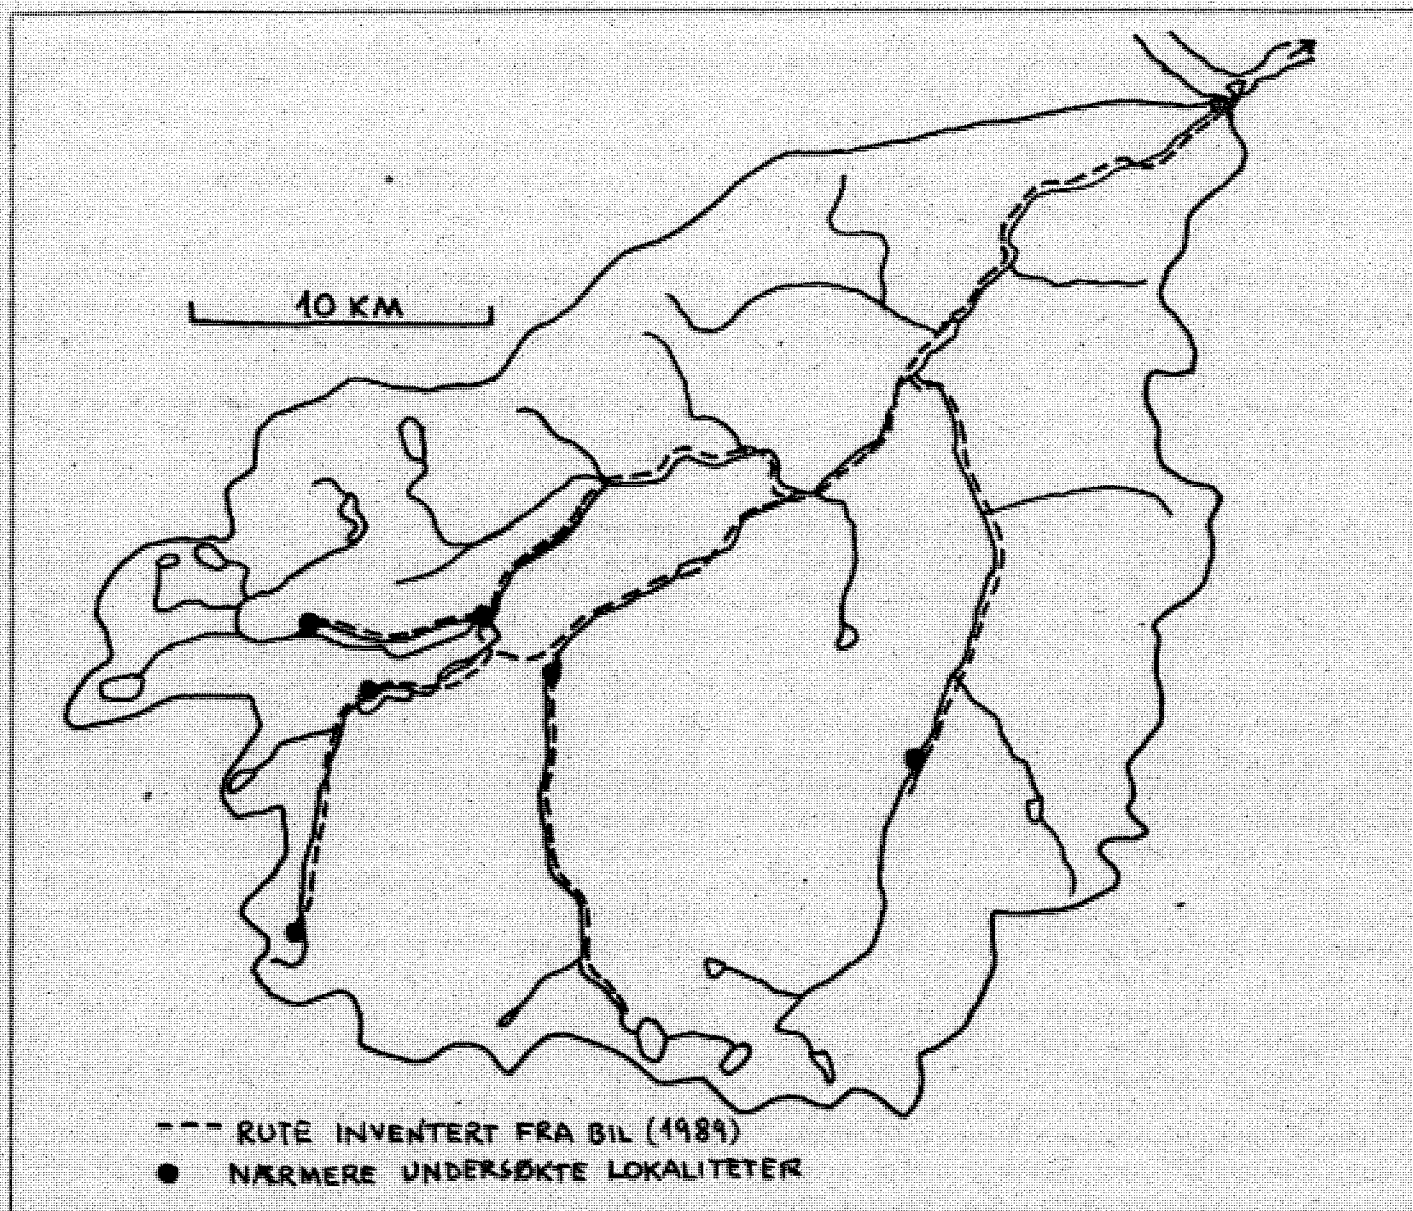 10 KM
--- RUTE INVENTERT FRA BIL (1989)
● NÆRMERE UNDERSØKTE LOKALITETER